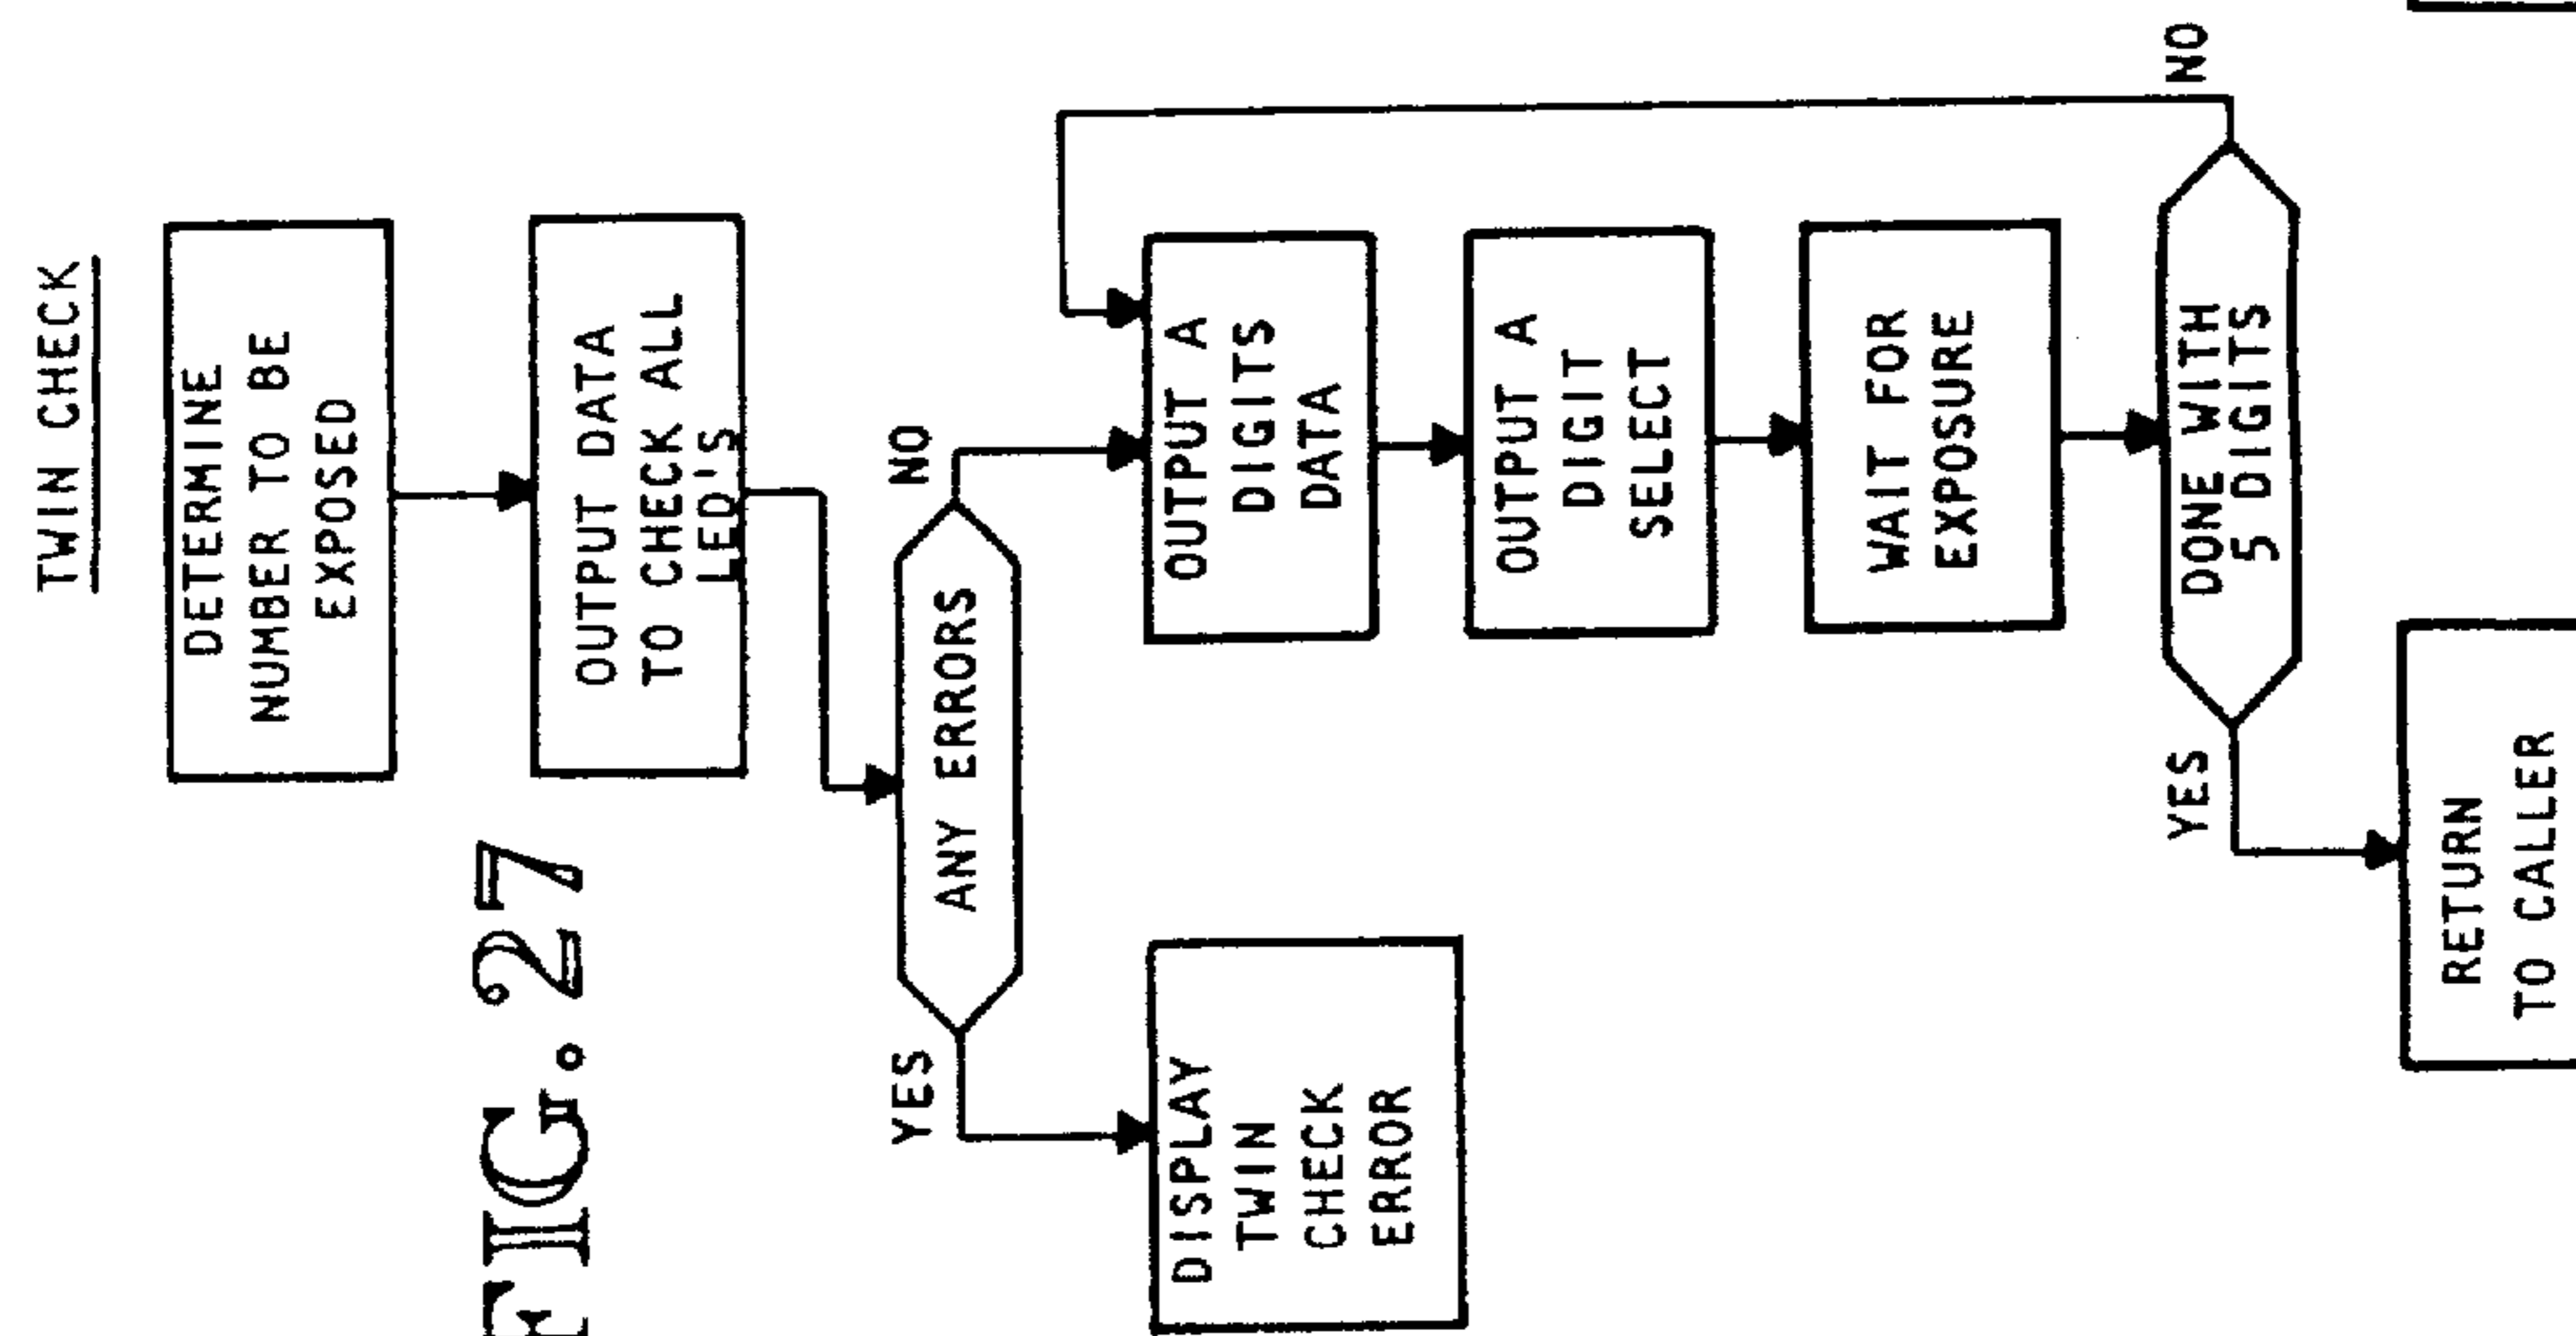 TWIN CHECK
DETERMINE
NUMBER TO BE
EXPOSED
OUTPUT DATA
TO CHECK ALL
LED'S
FIG. 27
ANY ERRORS
YES
NO
DISPLAY
TWIN
CHECK
ERROR
OUTPUT A
DIGITS
DATA
OUTPUT A
DIGIT
SELECT
WAIT FOR
EXPOSURE
DONE WITH
5 DIGITS
YES
NO
RETURN
TO CALLER